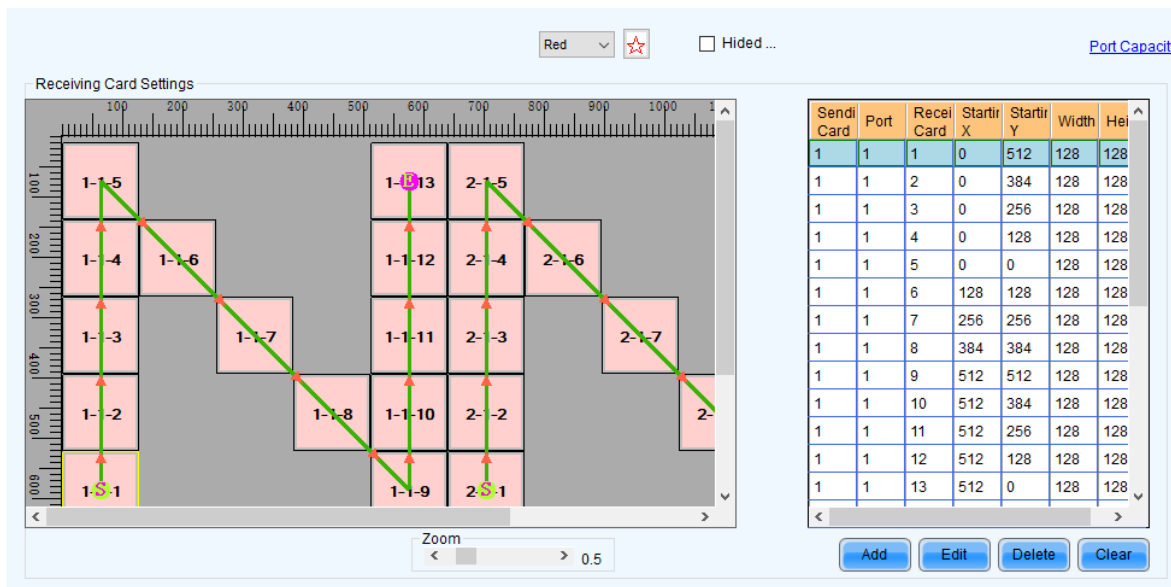 Red
Hided ...
Port Capacit
Receiving Card Settings
100 200 300 400 500 600 700 800 900 1000 1
100
200
300
400
500
600
1-1-5 1-E13 2-1-5
1-1-4 1-1-6 1-1-12 2-1-4 2-1-6
1-1-3 1-1-7 1-1-11 2-1-3 2-1-7
1-1-2 1-1-8 1-1-10 2-1-2 2-
1-S-1 1-1-9 2-S-1
Zoom
0.5
Sendi Card Port Recei Card Startir X Startir Y Width Hei
1 1 1 0 512 128 128
1 1 2 0 384 128 128
1 1 3 0 256 128 128
1 1 4 0 128 128 128
1 1 5 0 0 128 128
1 1 6 128 128 128 128
1 1 7 256 256 128 128
1 1 8 384 384 128 128
1 1 9 512 512 128 128
1 1 10 512 384 128 128
1 1 11 512 256 128 128
1 1 12 512 128 128 128
1 1 13 512 0 128 128
Add Edit Delete Clear